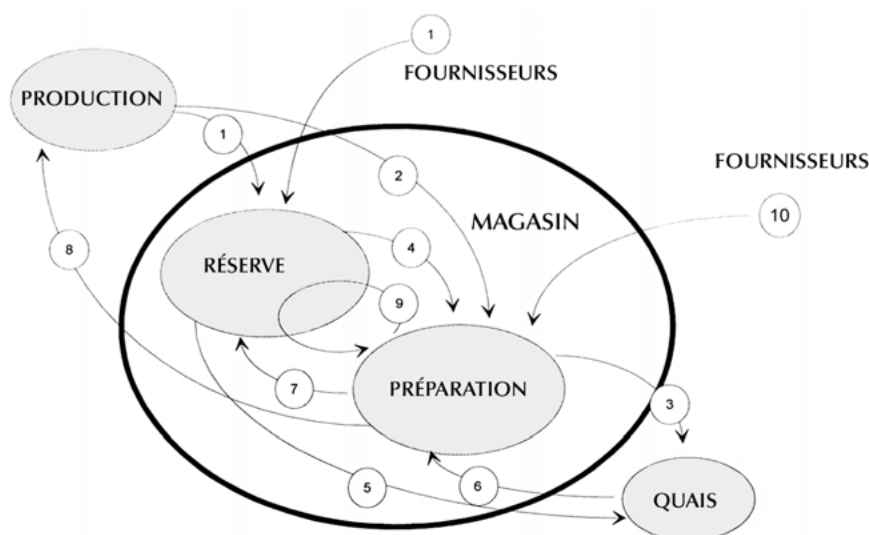 1
FOURNISSEURS
PRODUCTION
1
2
FOURNISSEURS
10
MAGASIN
8
RÉSERVE
4
9
PRÉPARATION
7
3
5
6
QUAIS